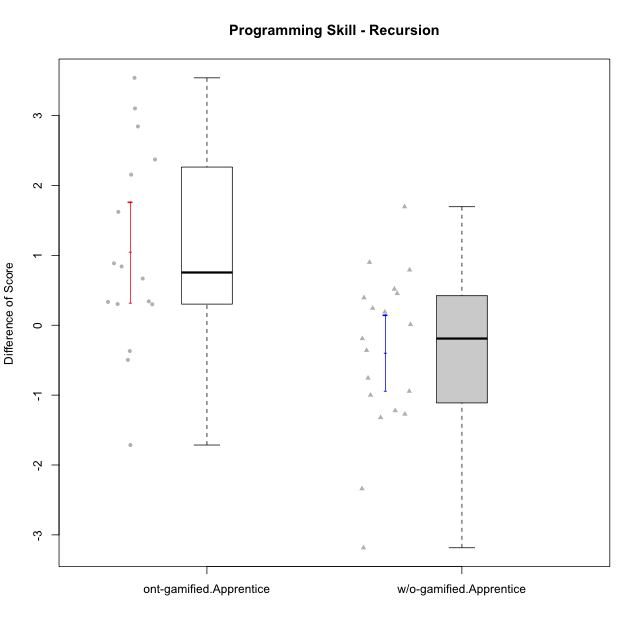 Programming Skill - Recursion
Difference of Score
3
2
1
0
-1
-2
-3
ont-gamified.Apprentice
w/o-gamified.Apprentice